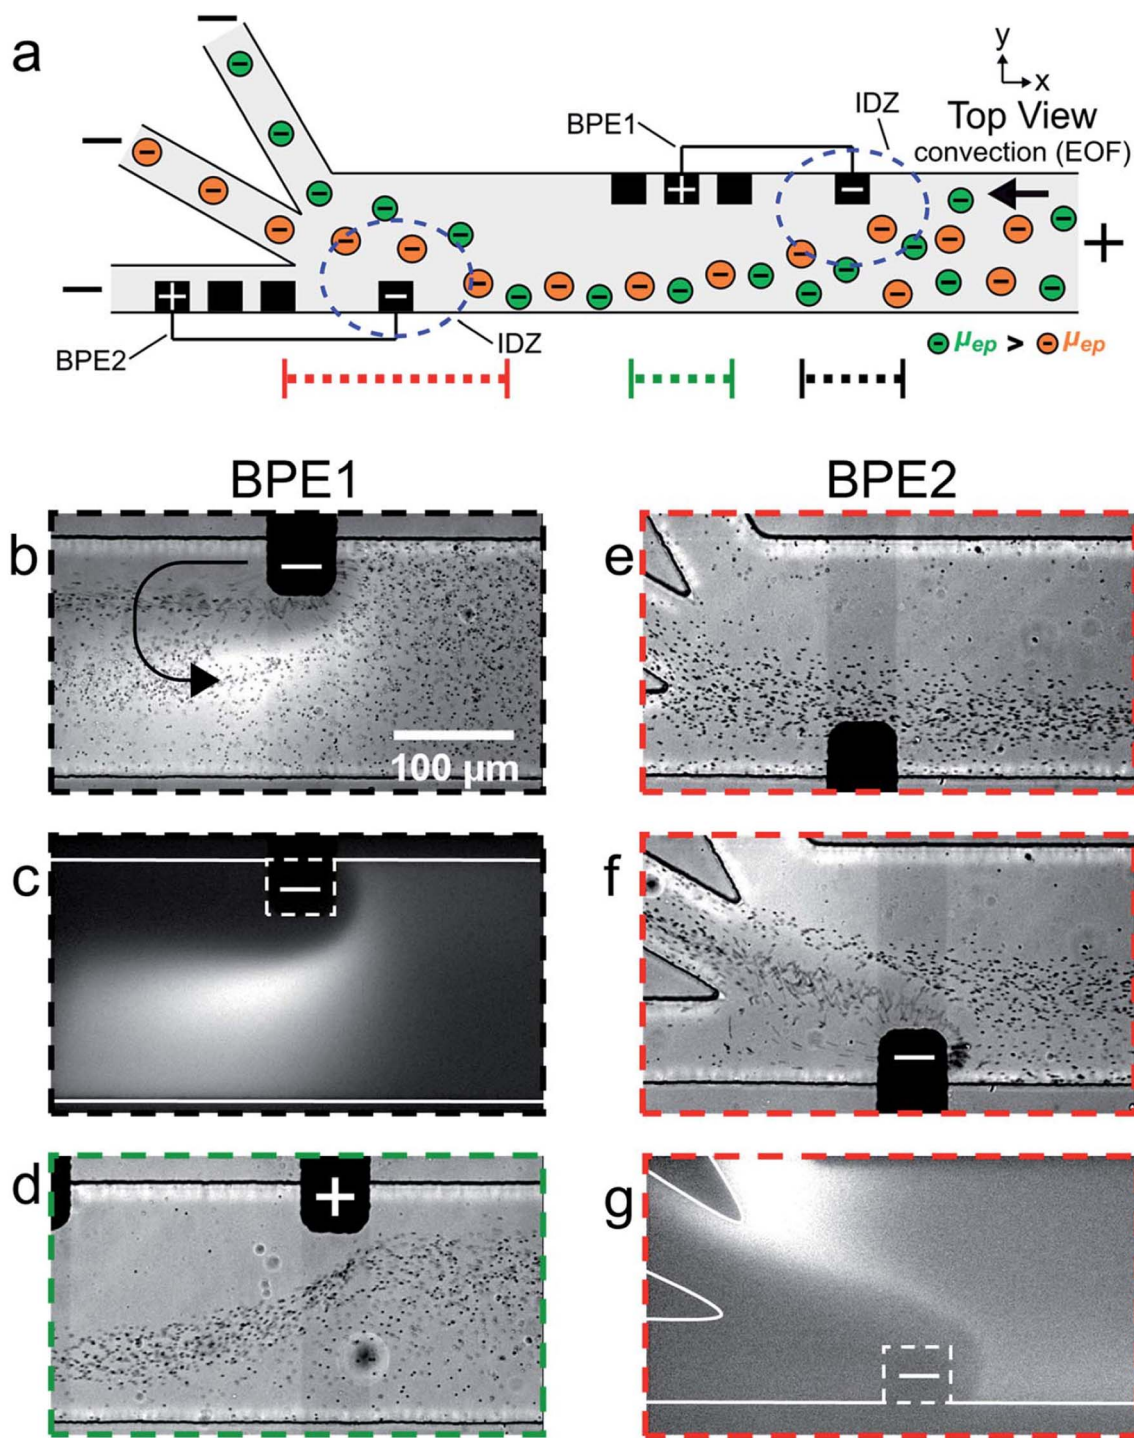 a
−
−
−
BPE1
IDZ
y
x
Top View
convection (EOF)
+
+
−
+
−
BPE2
IDZ
μep > μep
BPE1
BPE2
b
−
100 μm
c
−
d
+
e
f
−
g
−